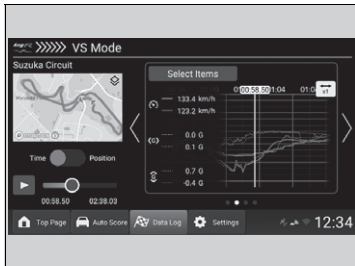 VS Mode
Suzuka Circuit
Select Items
00:58.50 1:04 01:0
x1
133.4 km/h
123.2 km/h
0.0 G
0.1 G
0.7 G
-0.4 G
Time Position
00:58.50 02:38.03
Top Page Auto Score Data Log Settings 12:34